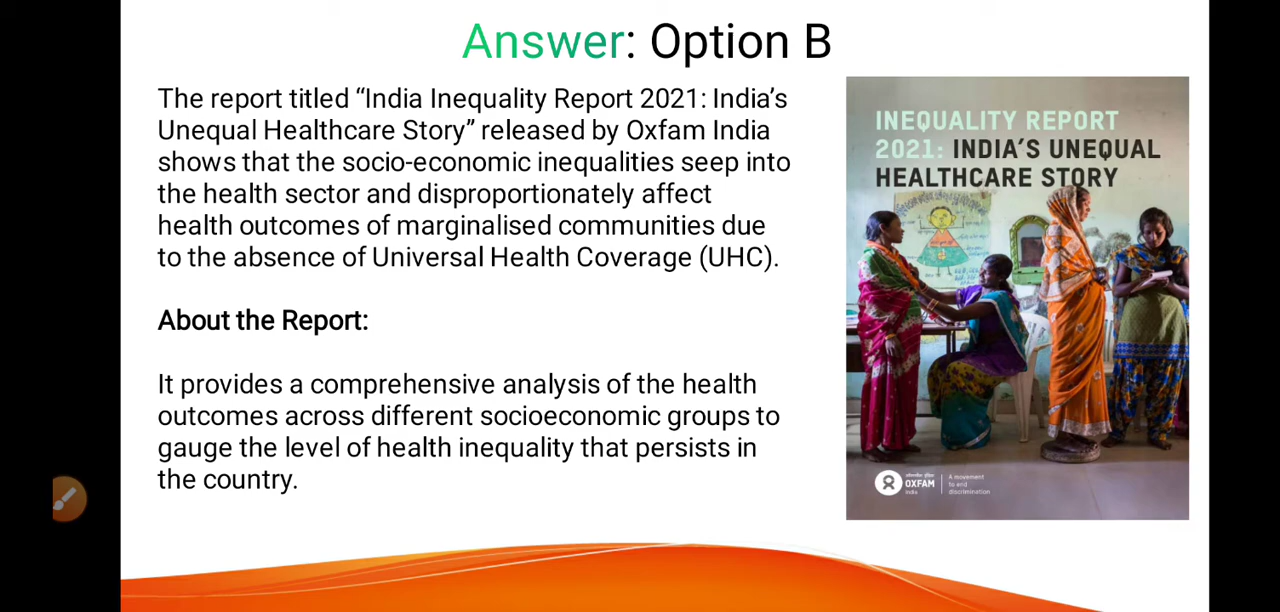 Answer: Option B
The report titled “India Inequality Report 2021: India’s
Unequal Healthcare Story” released by Oxfam India
shows that the socio-economic inequalities seep into
the health sector and disproportionately affect
health outcomes of marginalised communities due
to the absence of Universal Health Coverage (UHC).
About the Report:
It provides a comprehensive analysis of the health
outcomes across different socioeconomic groups to
gauge the level of health inequality that persists in
the country.
INEQUALITY REPORT
2021: INDIA’S UNEQUAL
HEALTHCARE STORY
OXFAM
India
A movement
to end
discrimination